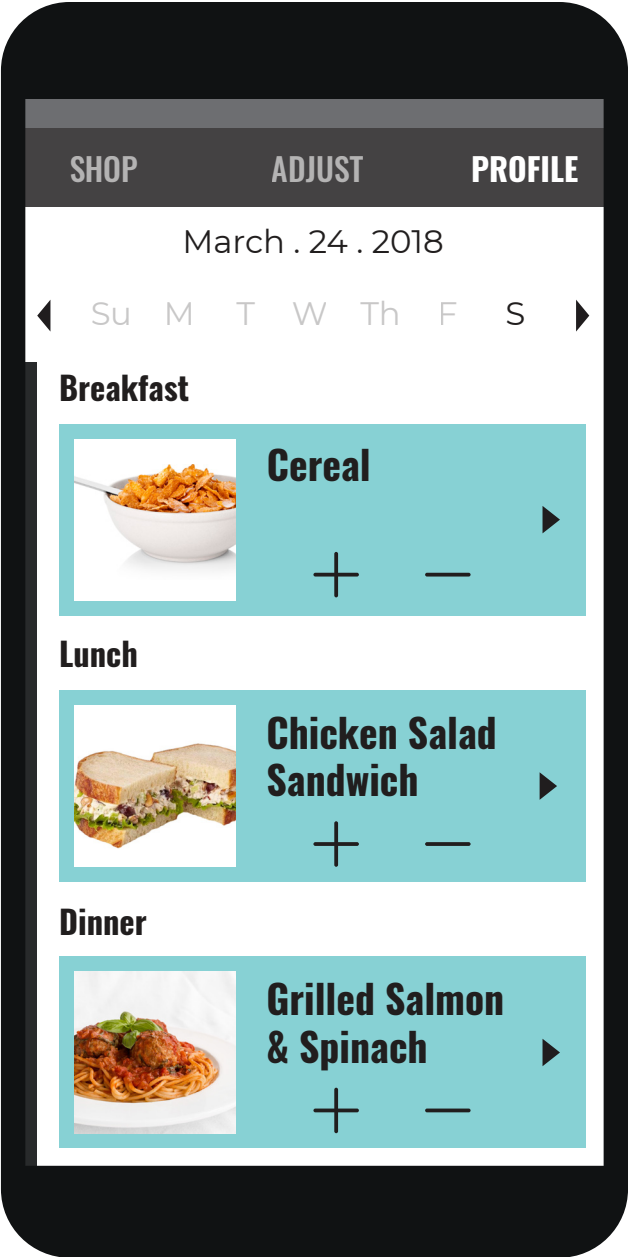 SHOP ADJUST PROFILE
March . 24 . 2018
Su M T W Th F S
Breakfast
Cereal
Lunch
Chicken Salad
Sandwich
Dinner
Grilled Salmon
& Spinach